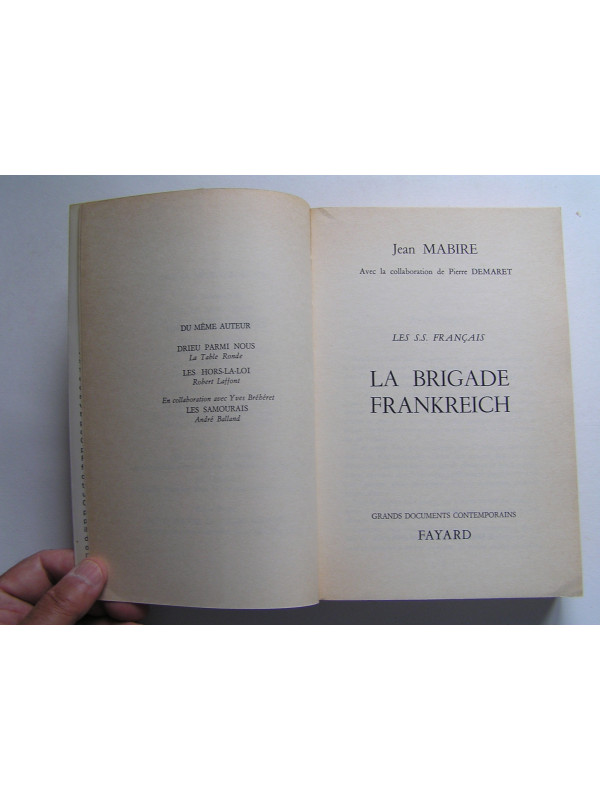 DU MÊME AUTEUR
DRIEU PARMI NOUS
La Table Ronde
LES HORS-LA-LOI
Robert Laffont
En collaboration avec Yves Bréhèret
LES SAMOURAIS
André Balland
Jean MABIRE
Avec la collaboration de Pierre DEMARET
LES S.S. FRANÇAIS
LA BRIGADE
FRANKREICH
GRANDS DOCUMENTS CONTEMPORAINS
FAYARD